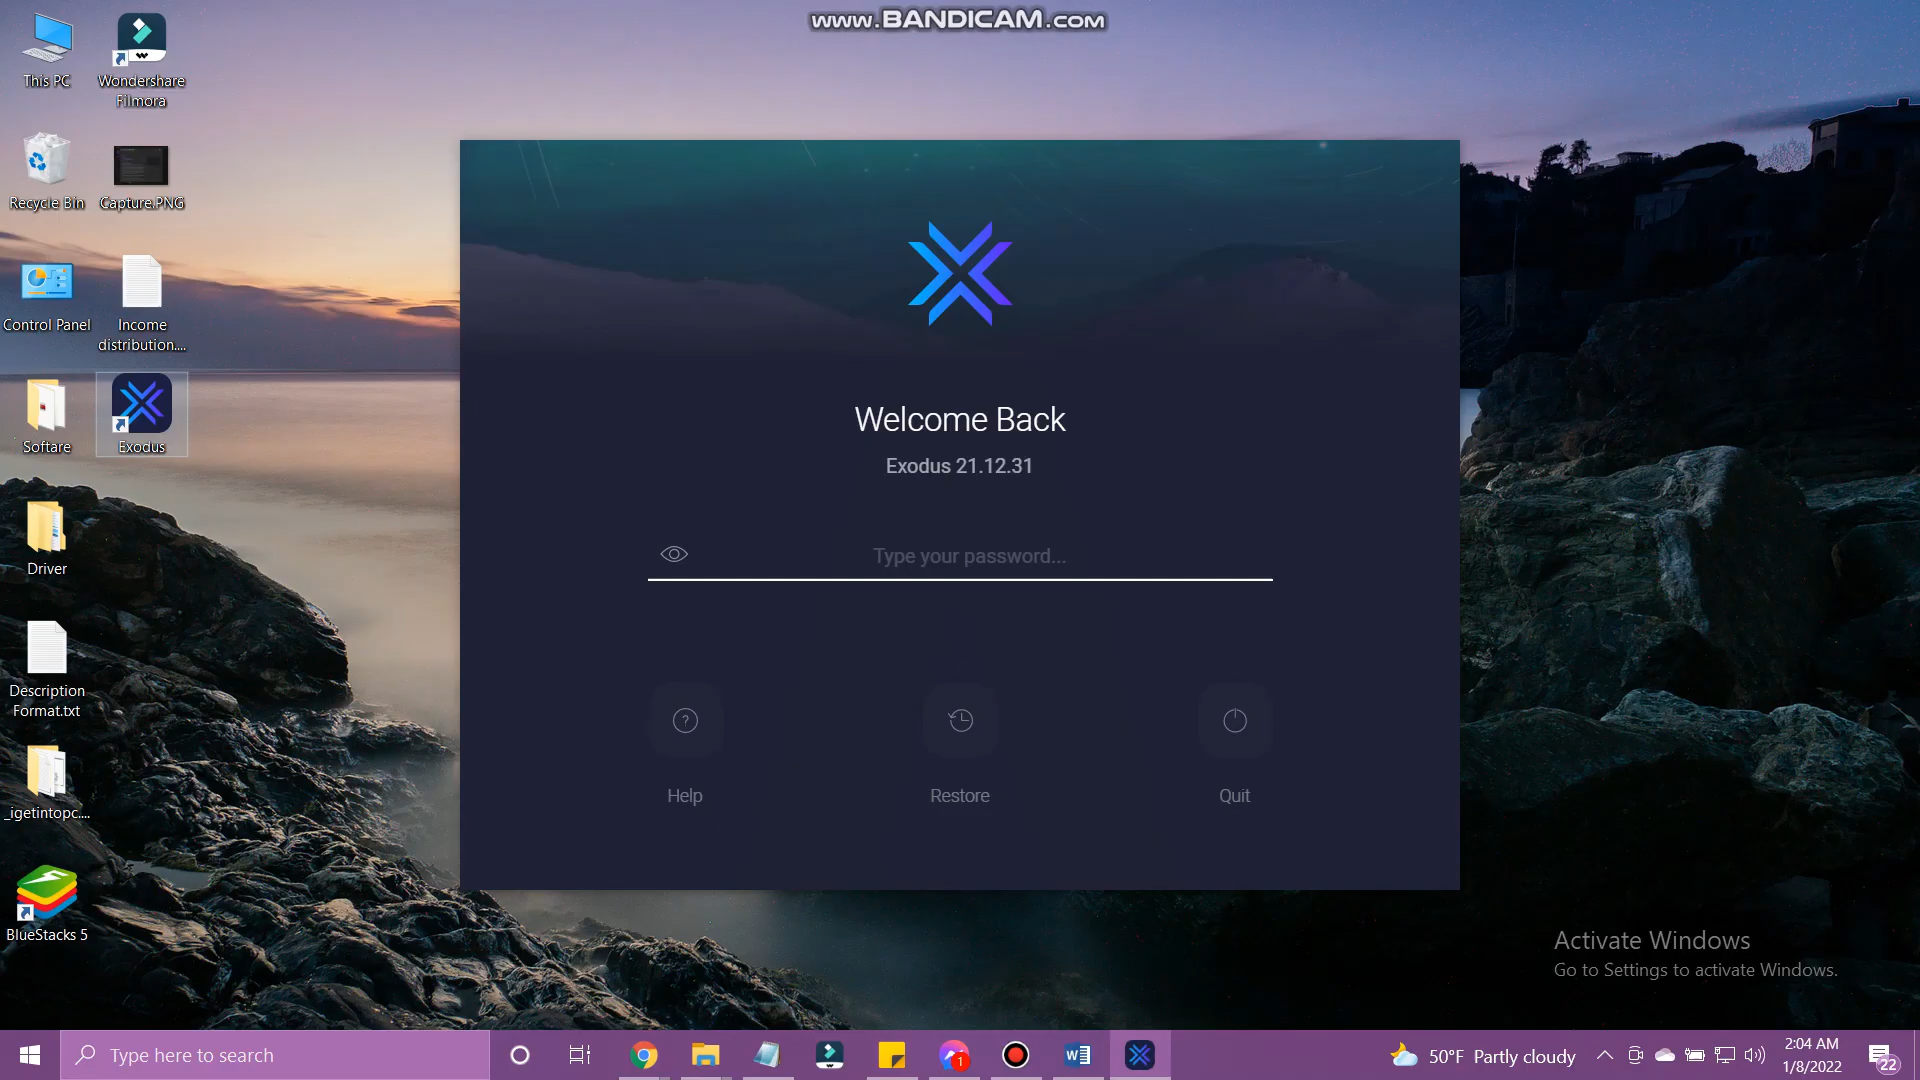 www.BANDICAM.com
This PC
Wondershare
Filmora
Recycle Bin
Capture.PNG
Control Panel
Income
distribution....
Softare
Exodus
Driver
Description
Format.txt
_igetintopc....
BlueStacks 5
Welcome Back
Exodus 21.12.31
Type your password...
Help
Restore
Quit
Activate Windows
Go to Settings to activate Windows.
Type here to search
1
W
50°F Partly cloudy
2:04 AM
1/8/2022
22